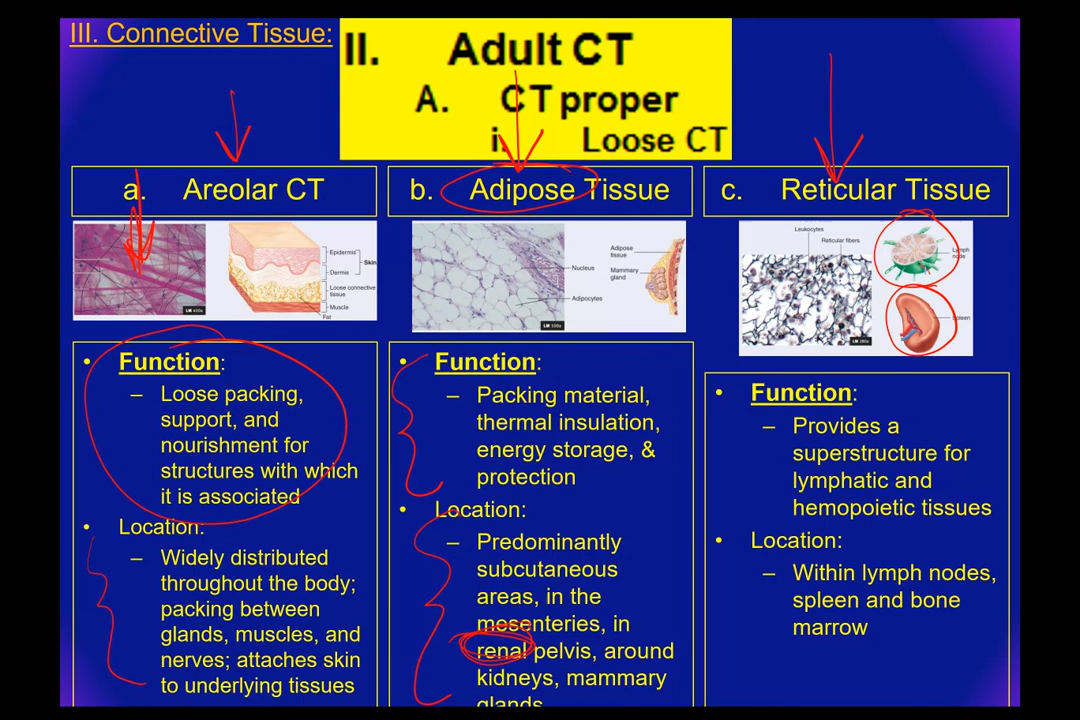 III. Connective Tissue:
II. Adult CT
A. CT proper
i. Loose CT
a. Areolar CT
Epidermis
Skin
Dermis
Loose connective
tissue
Muscle
Fat
LM 400x
• Function:
– Loose packing,
support, and
nourishment for
structures with which
it is associated
• Location:
– Widely distributed
throughout the body;
packing between
glands, muscles, and
nerves; attaches skin
to underlying tissues
b. Adipose Tissue
Adipose
tissue
Mammary
gland
Nucleus
Adipocytes
• Function:
– Packing material,
thermal insulation,
energy storage, &
protection
• Location:
– Predominantly
subcutaneous
areas, in the
mesenteries, in
renal pelvis, around
kidneys, mammary
glands
c. Reticular Tissue
Leukocytes
Reticular fibers
Lymph
node
Spleen
• Function:
– Provides a
superstructure for
lymphatic and
hemopoietic tissues
• Location:
– Within lymph nodes,
spleen and bone
marrow